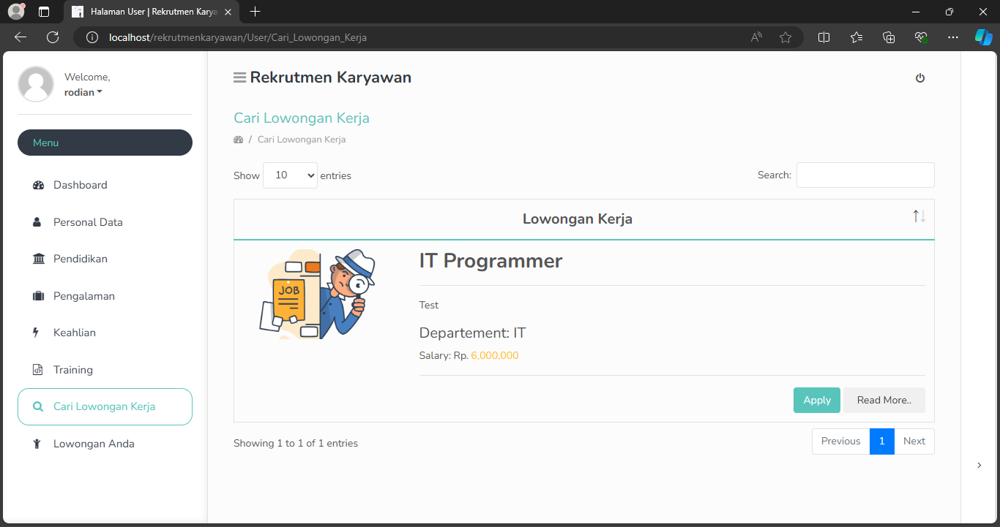 Halaman User | Rekrutmen Karya
localhost/rekrutmenkaryawan/User/Cari_Lowongan_Kerja
Welcome,
rodian
Menu
Dashboard
Personal Data
Pendidikan
Pengalaman
Keahlian
Training
Cari Lowongan Kerja
Lowongan Anda
Rekrutmen Karyawan
Cari Lowongan Kerja
/ Cari Lowongan Kerja
Show 10 entries
Search:
Lowongan Kerja
JOB
IT Programmer
Test
Departement: IT
Salary: Rp. 6,000,000
Apply
Read More..
Showing 1 to 1 of 1 entries
Previous 1 Next